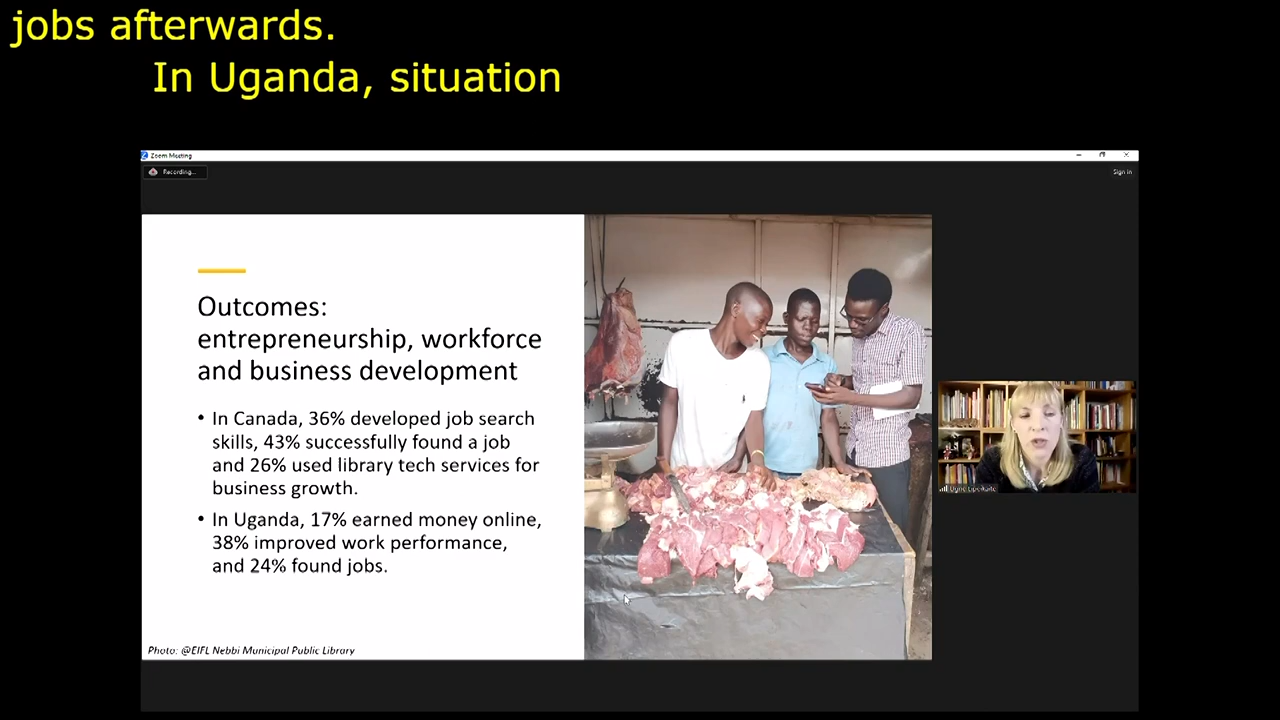 jobs afterwards.
In Uganda, situation
Zoom Meeting
Recording...
Sign in
Outcomes:
entrepreneurship, workforce
and business development
• In Canada, 36% developed job search
skills, 43% successfully found a job
and 26% used library tech services for
business growth.
• In Uganda, 17% earned money online,
38% improved work performance,
and 24% found jobs.
Photo: @EIFL Nebbi Municipal Public Library